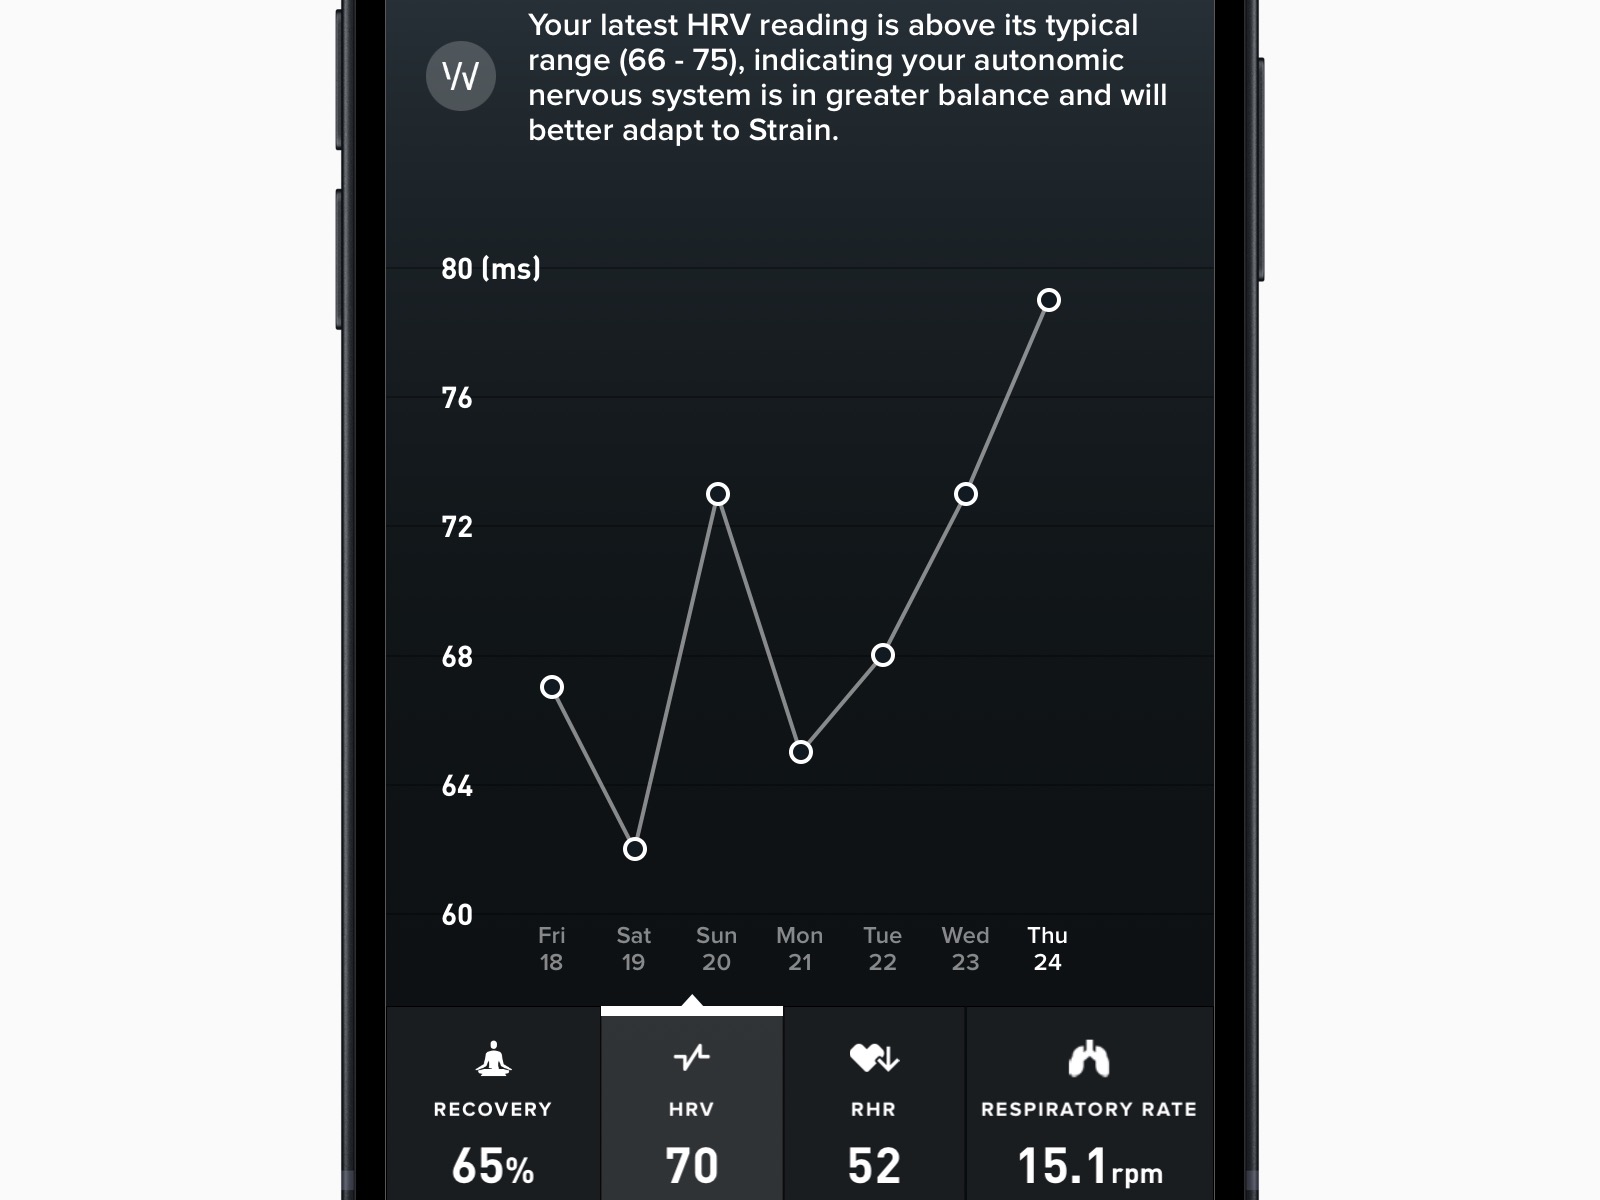 Your latest HRV reading is above its typical
range (66 - 75), indicating your autonomic
nervous system is in greater balance and will
better adapt to Strain.
80 (ms)
76
72
68
64
60
Fri Sat Sun Mon Tue Wed Thu
18 19 20 21 22 23 24
RECOVERY HRV RHR RESPIRATORY RATE
65% 70 52 15.1rpm